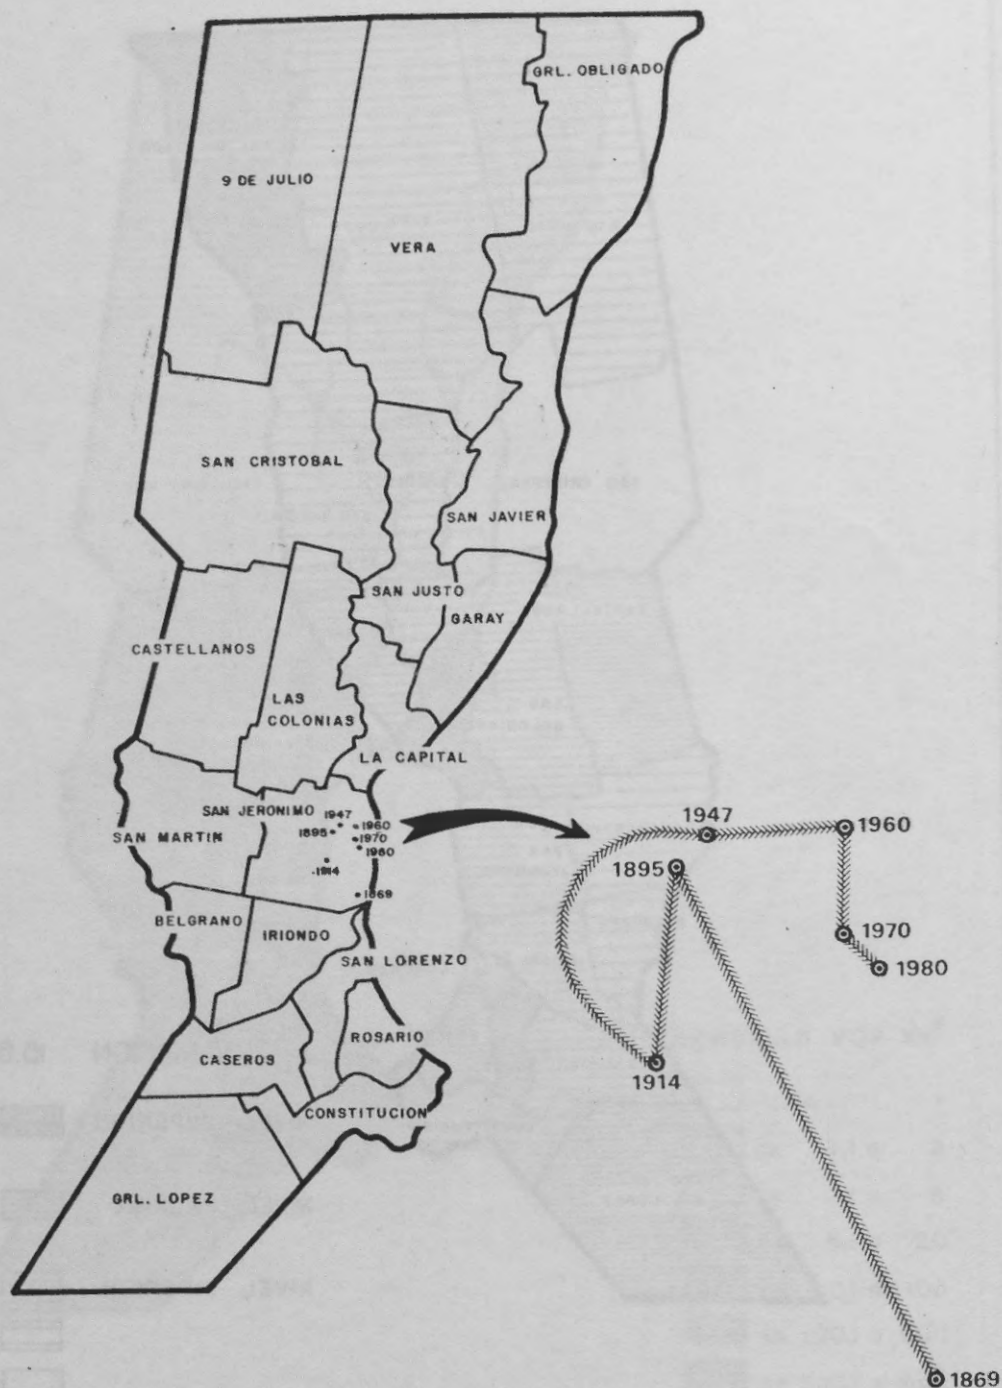 GRL. OBLIGADO
9 DE JULIO
VERA
SAN CRISTOBAL
SAN JAVIER
SAN JUSTO
GARAY
CASTELLANOS
LAS
COLONIAS
LA CAPITAL
SAN JERONIMO
SAN MARTIN
1947
1895
1960
1970
1980
1914
1869
BELGRANO
IRIONDO
SAN LORENZO
CASEROS
ROSARIO
CONSTITUCION
GRL. LOPEZ
1947
1960
1895
1970
1980
1914
1869